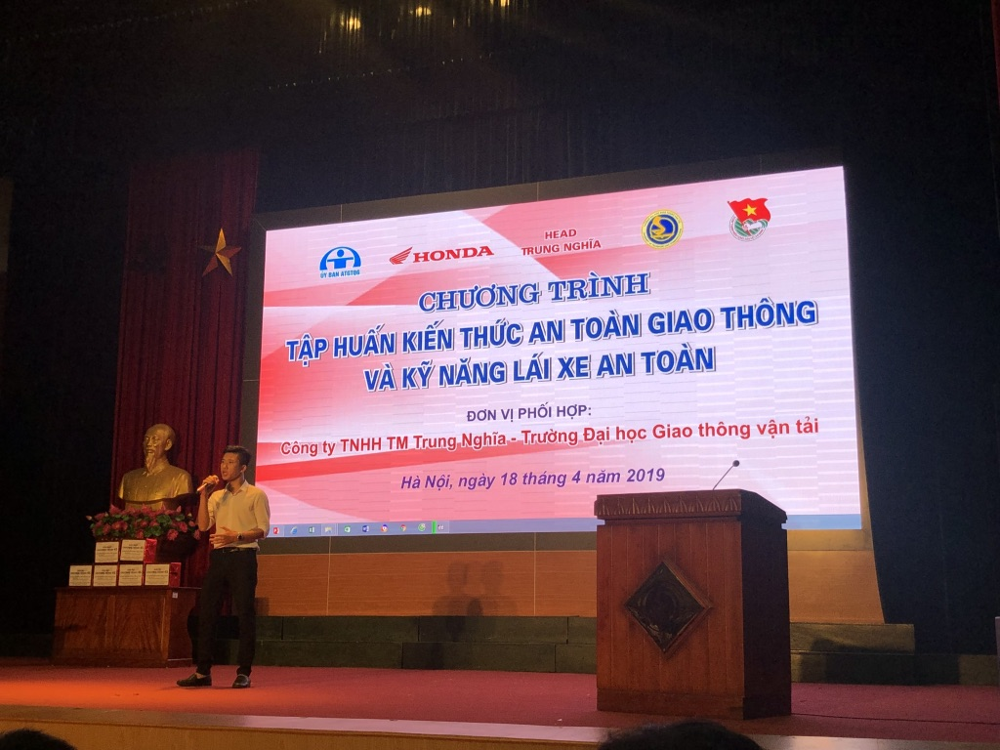 ỦY BAN ATGTQG
HONDA
HEAD
TRUNG NGHĨA
CHƯƠNG TRÌNH
TẬP HUẤN KIẾN THỨC AN TOÀN GIAO THÔNG
VÀ KỸ NĂNG LÁI XE AN TOÀN
ĐƠN VỊ PHỐI HỢP:
Công ty TNHH TM Trung Nghĩa - Trường Đại học Giao thông vận tải
Hà Nội, ngày 18 tháng 4 năm 2019